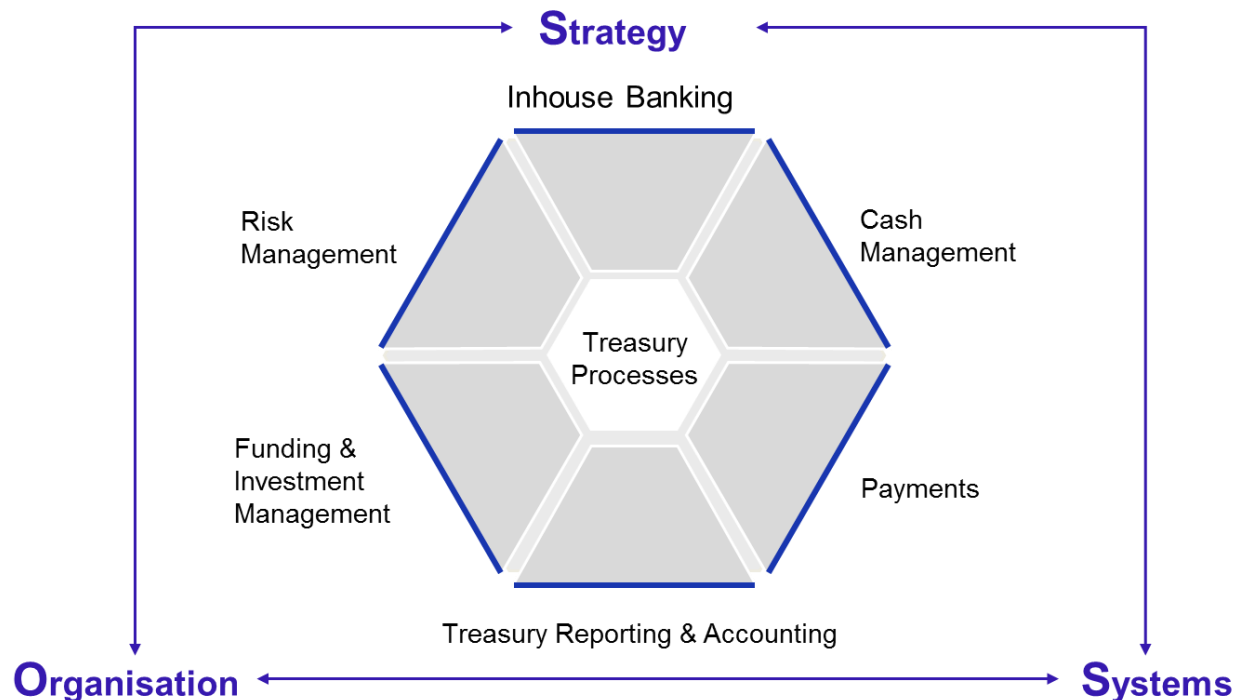 Strategy
Inhouse Banking
Risk
Management
Cash
Management
Treasury
Processes
Funding &
Investment
Management
Payments
Treasury Reporting & Accounting
Organisation
Systems